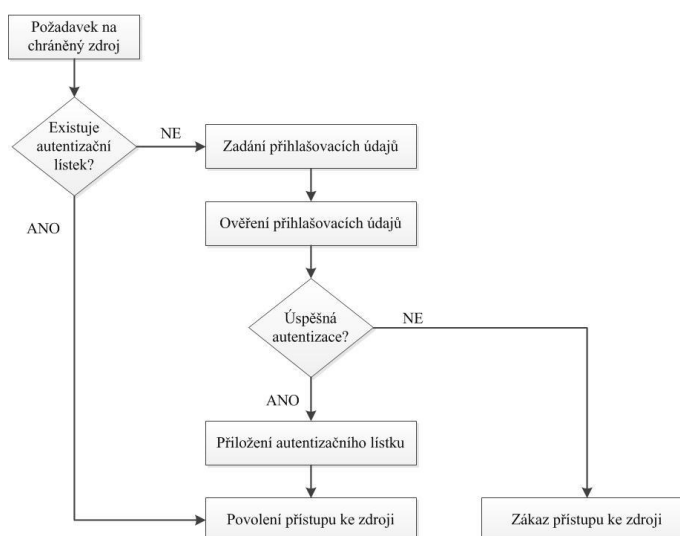 Požadavek na
chráněný zdroj
Existuje
autentizační
lístek?
NE
Zadání přihlašovacích údajů
ANO
Ověření přihlašovacích údajů
Úspěšná
autentizace?
NE
ANO
Přiložení autentizačního lístku
Povolení přístupu ke zdroji
Zákaz přístupu ke zdroji